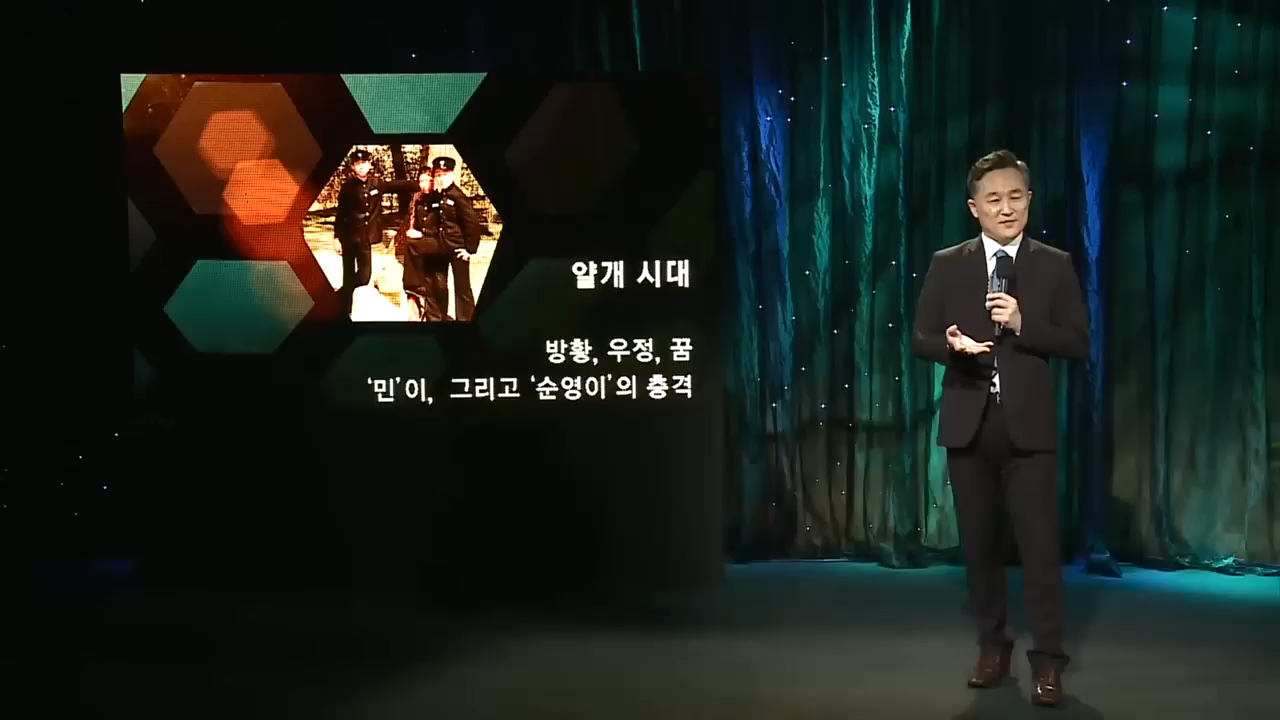 얄개 시대
방황, 우정, 꿈
‘민’이, 그리고 ‘순영이’의 충격